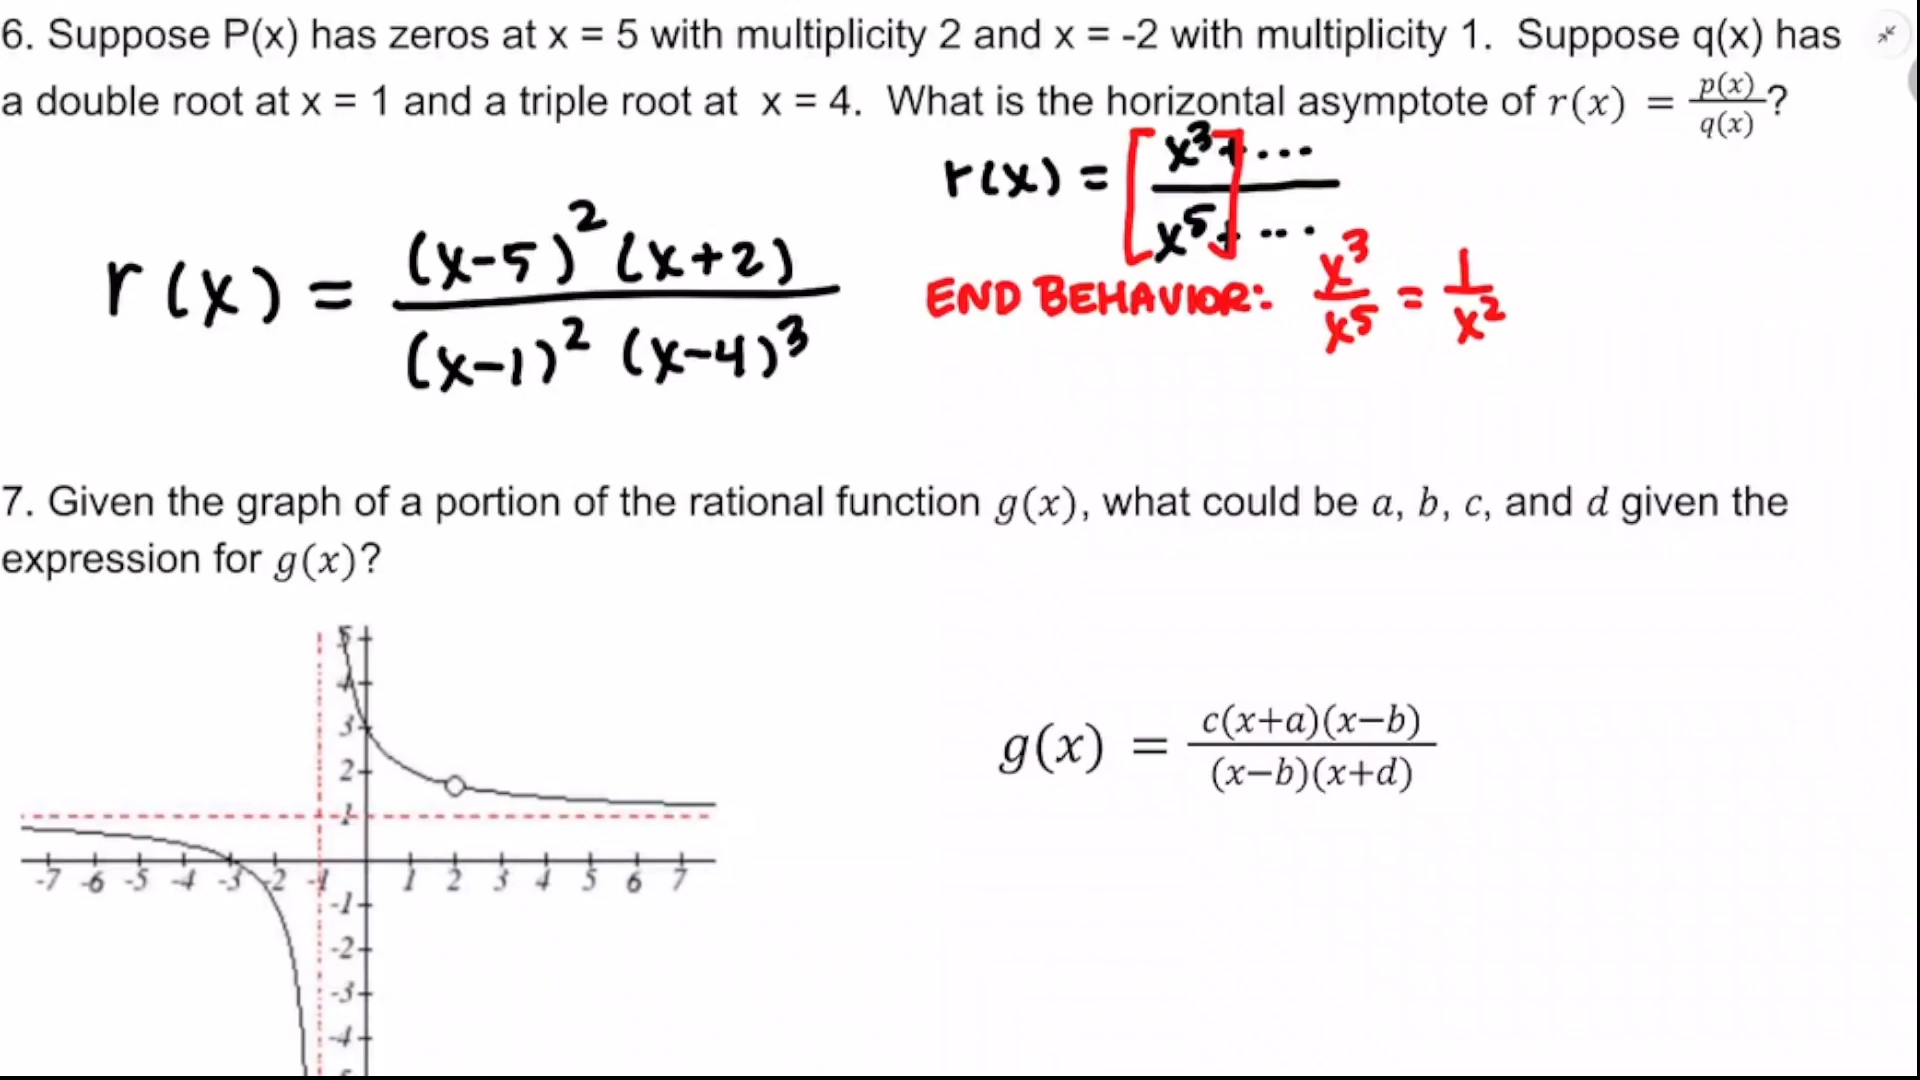 6. Suppose P(x) has zeros at x = 5 with multiplicity 2 and x = -2 with multiplicity 1.  Suppose q(x) has
a double root at x = 1 and a triple root at  x = 4.  What is the horizontal asymptote of r(x) = p(x)/q(x)?
r(x) = x³+.../x⁵+...
r(x) = (x-5)²(x+2)/(x-1)²(x-4)³
END BEHAVIOR: x³/x⁵ = 1/x²
7. Given the graph of a portion of the rational function g(x), what could be a, b, c, and d given the
expression for g(x)?
5
4
3
2
1
-7 -6 -5 -4 -3 -2 -1 1 2 3 4 5 6 7
-1
-2
-3
-4
g(x) = c(x+a)(x−b)/(x−b)(x+d)